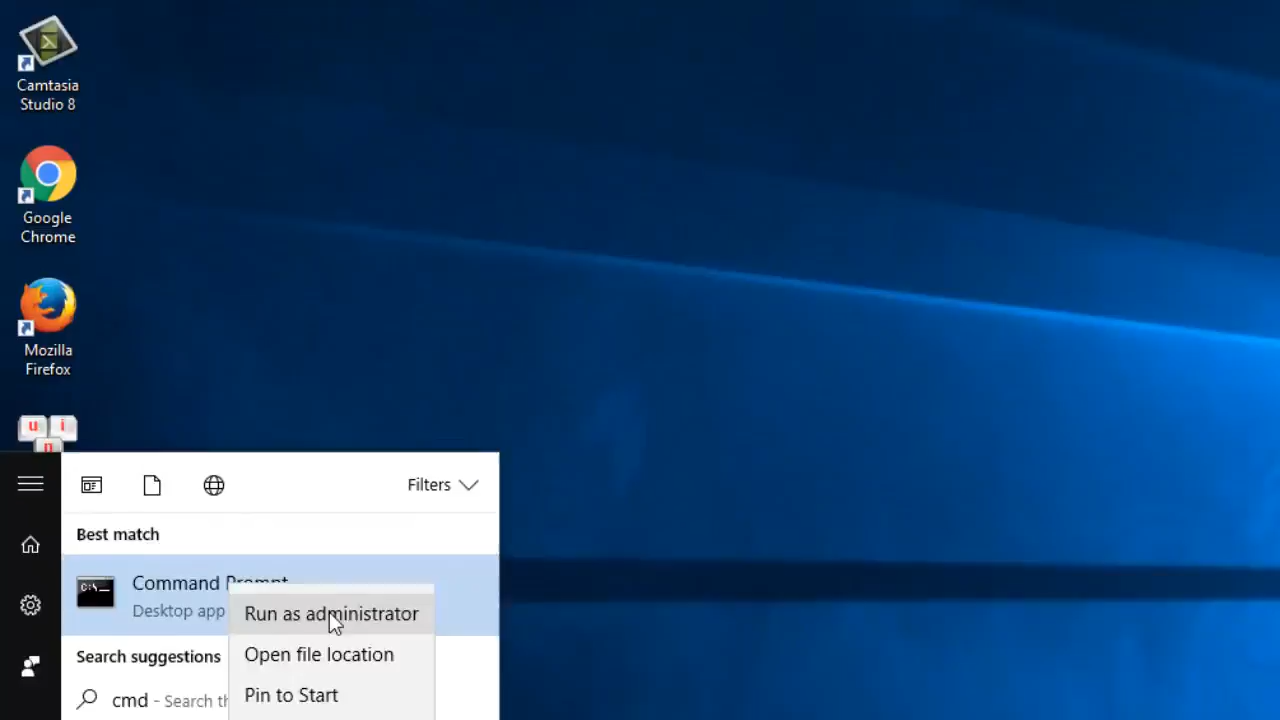 Camtasia
Studio 8
Google
Chrome
Mozilla
Firefox
u i
Filters
Best match
Command Prompt
Desktop app
Run as administrator
Open file location
Search suggestions
cmd - Search
Pin to Start